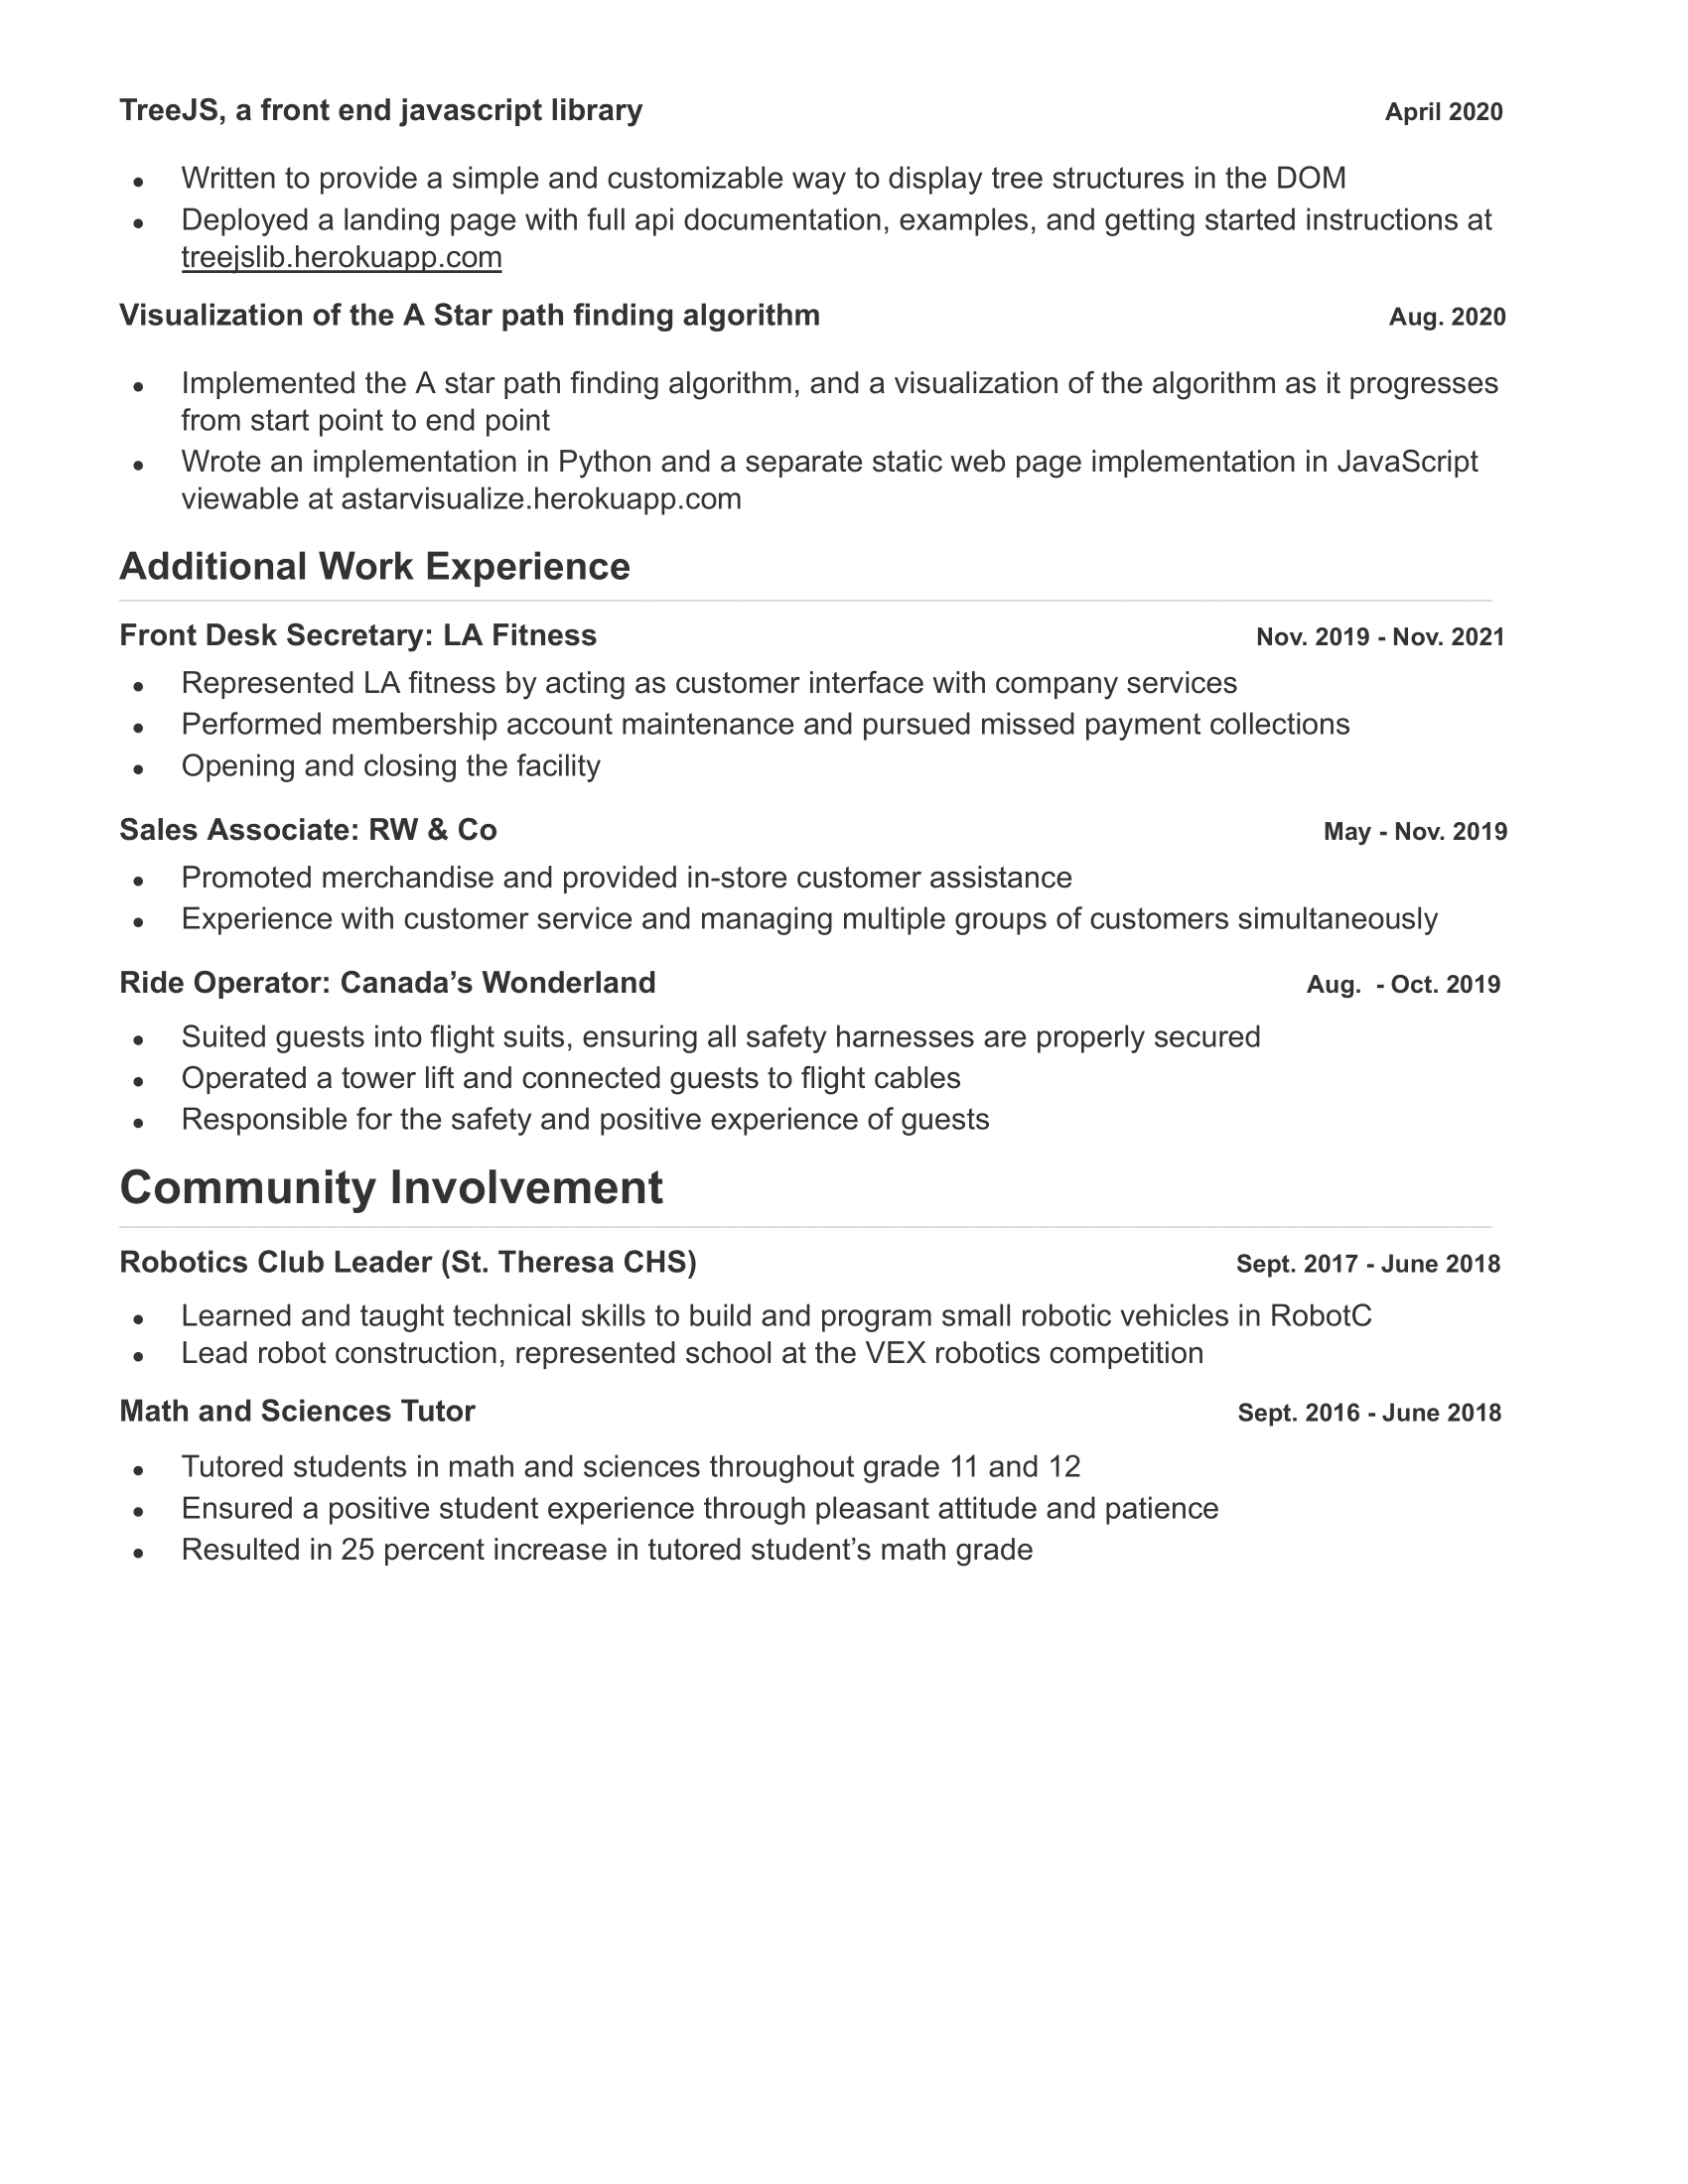 TreeJS, a front end javascript library April 2020
● Written to provide a simple and customizable way to display tree structures in the DOM
● Deployed a landing page with full api documentation, examples, and getting started instructions at
treejslib.herokuapp.com
Visualization of the A Star path finding algorithm Aug. 2020
● Implemented the A star path finding algorithm, and a visualization of the algorithm as it progresses
from start point to end point
● Wrote an implementation in Python and a separate static web page implementation in JavaScript
viewable at astarvisualize.herokuapp.com
Additional Work Experience
Front Desk Secretary: LA Fitness Nov. 2019 - Nov. 2021
● Represented LA fitness by acting as customer interface with company services
● Performed membership account maintenance and pursued missed payment collections
● Opening and closing the facility
Sales Associate: RW & Co May - Nov. 2019
● Promoted merchandise and provided in-store customer assistance
● Experience with customer service and managing multiple groups of customers simultaneously
Ride Operator: Canada’s Wonderland Aug.  - Oct. 2019
● Suited guests into flight suits, ensuring all safety harnesses are properly secured
● Operated a tower lift and connected guests to flight cables
● Responsible for the safety and positive experience of guests
Community Involvement
Robotics Club Leader (St. Theresa CHS) Sept. 2017 - June 2018
● Learned and taught technical skills to build and program small robotic vehicles in RobotC
● Lead robot construction, represented school at the VEX robotics competition
Math and Sciences Tutor Sept. 2016 - June 2018
● Tutored students in math and sciences throughout grade 11 and 12
● Ensured a positive student experience through pleasant attitude and patience
● Resulted in 25 percent increase in tutored student’s math grade